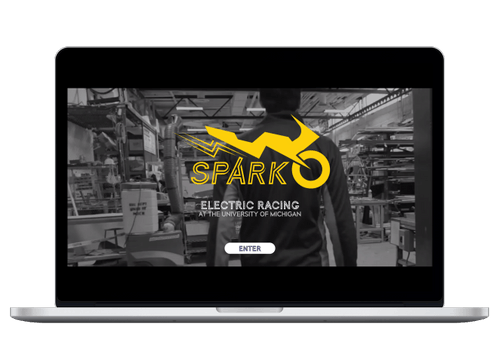 SPARK
ELECTRIC RACING
AT THE UNIVERSITY OF MICHIGAN
ENTER